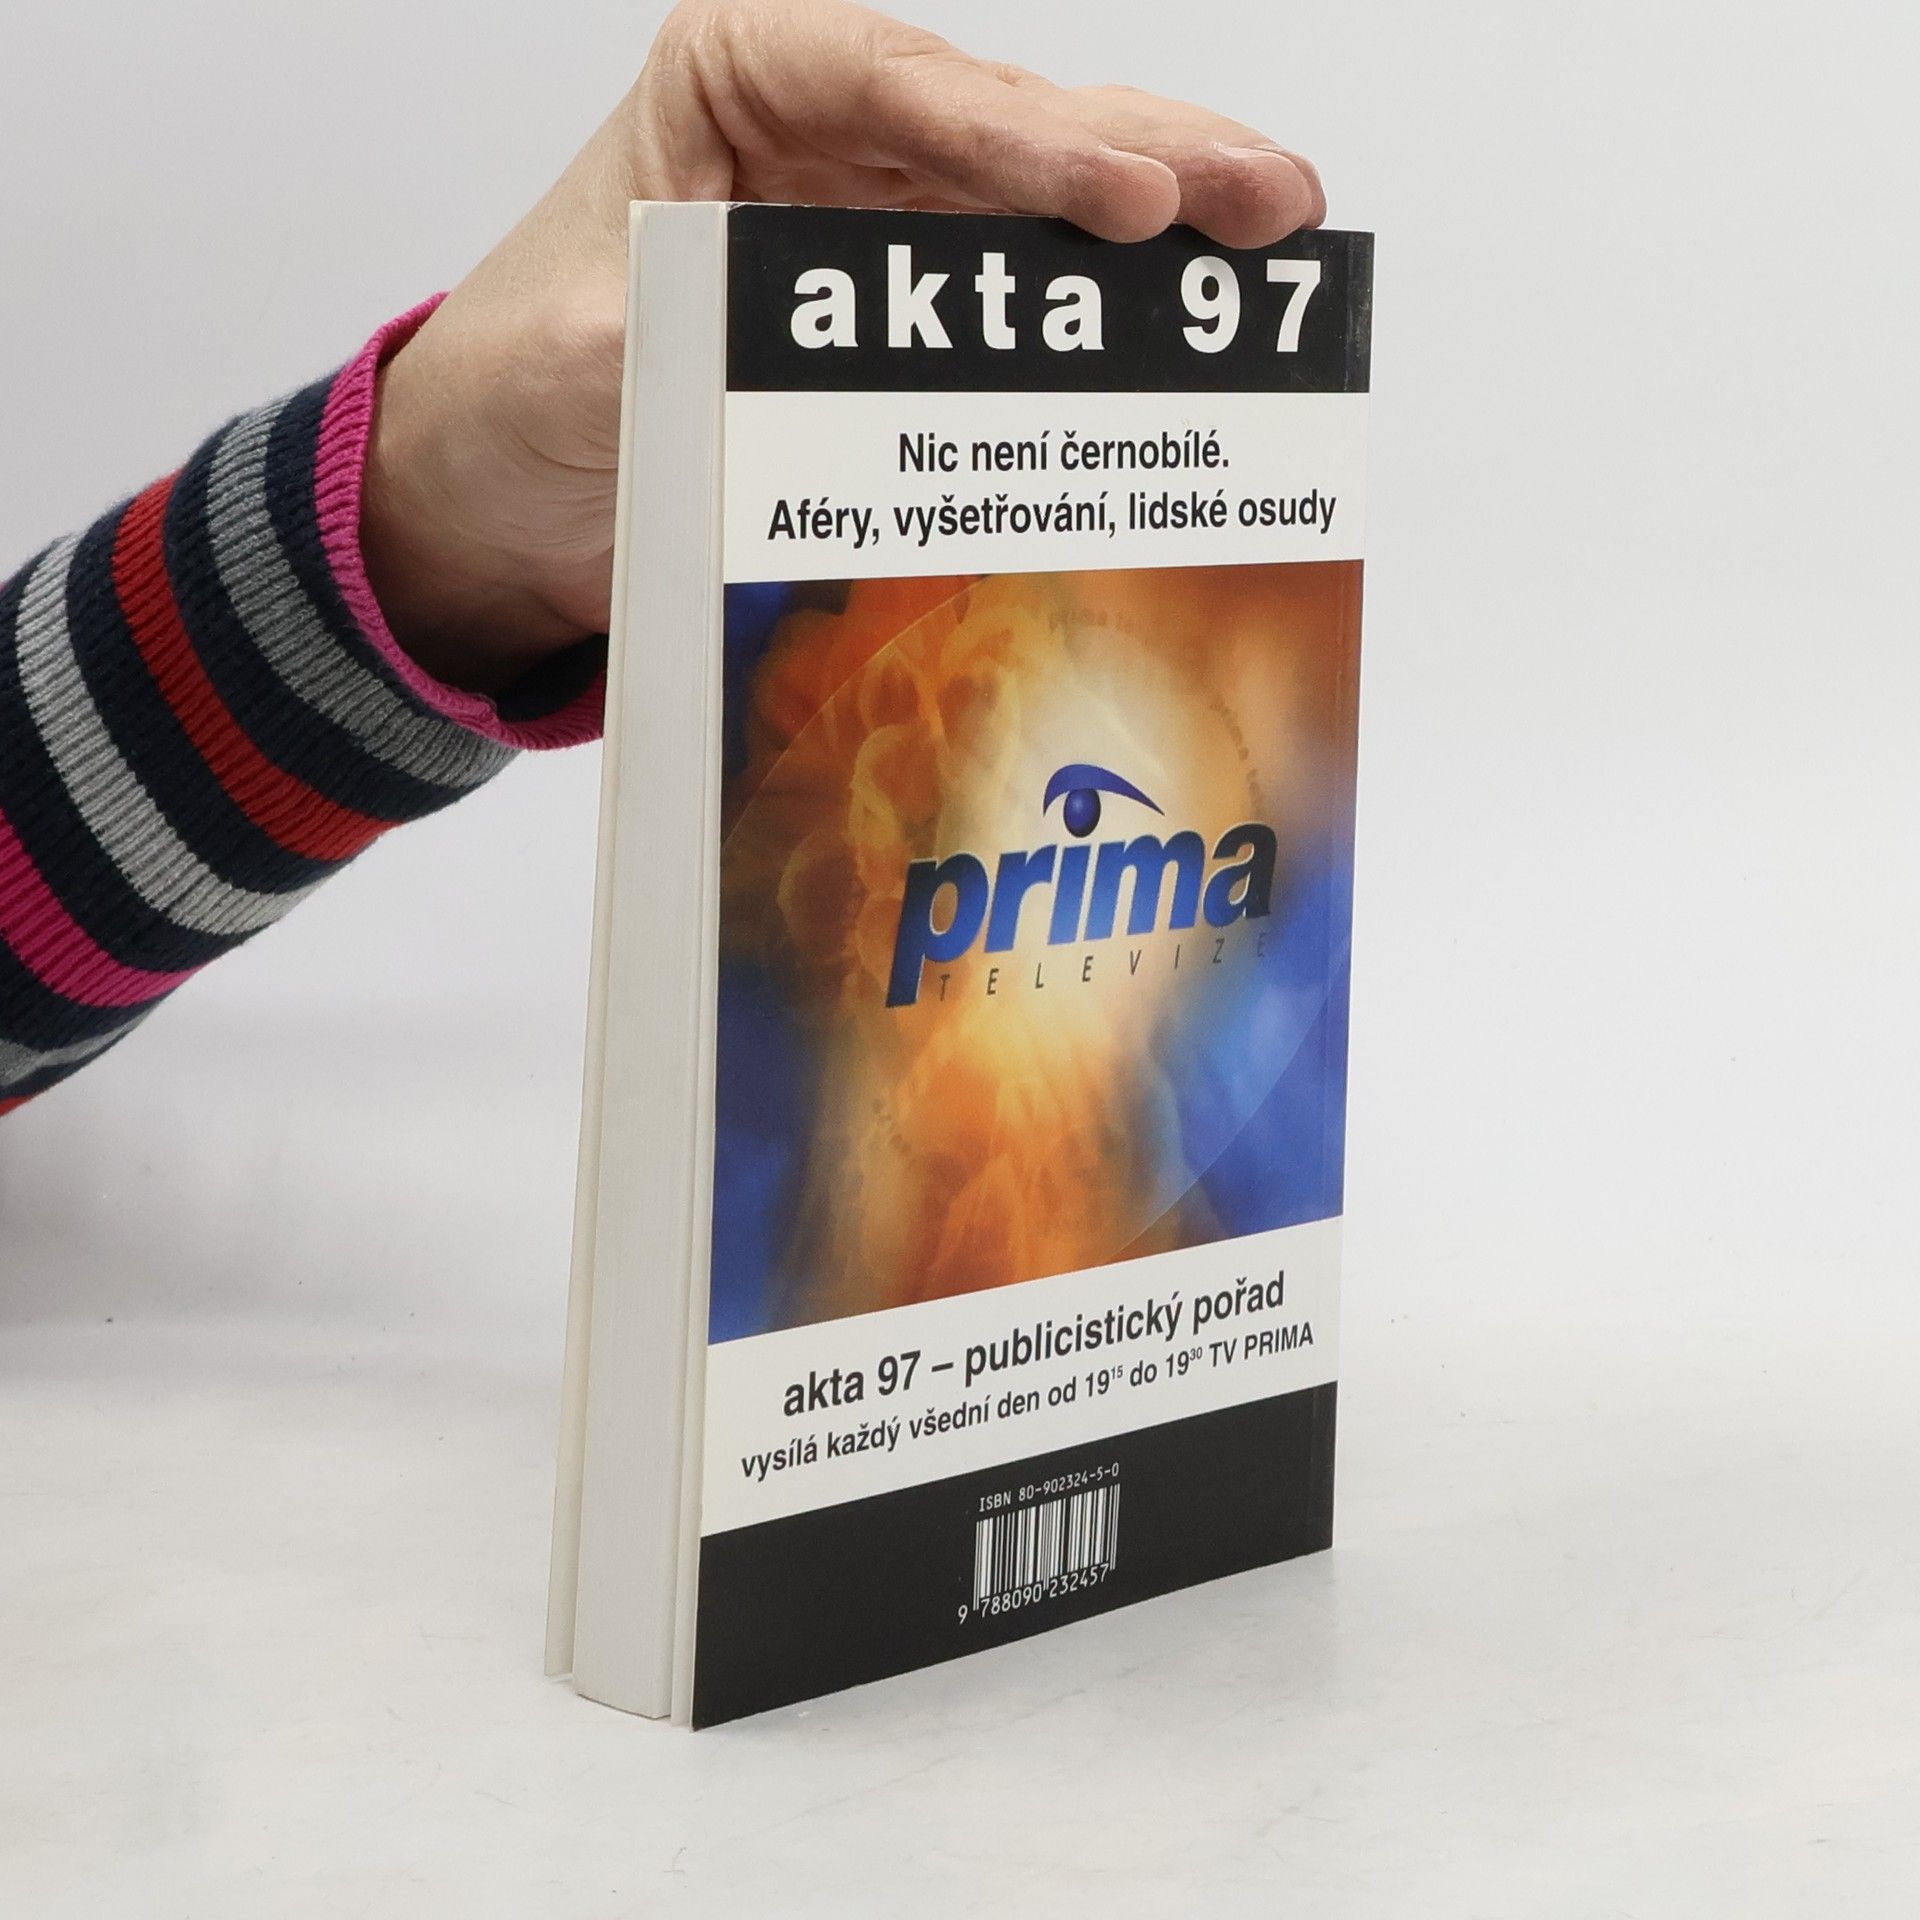 akta 97
Nic není černobílé.
Aféry, vyšetřování, lidské osudy
prima
TELEVIZE
akta 97 – publicistický pořad
vysílá každý všední den od 19¹⁵ do 19³⁰ TV PRIMA
ISBN 80-902324-5-0
9 788090 232457